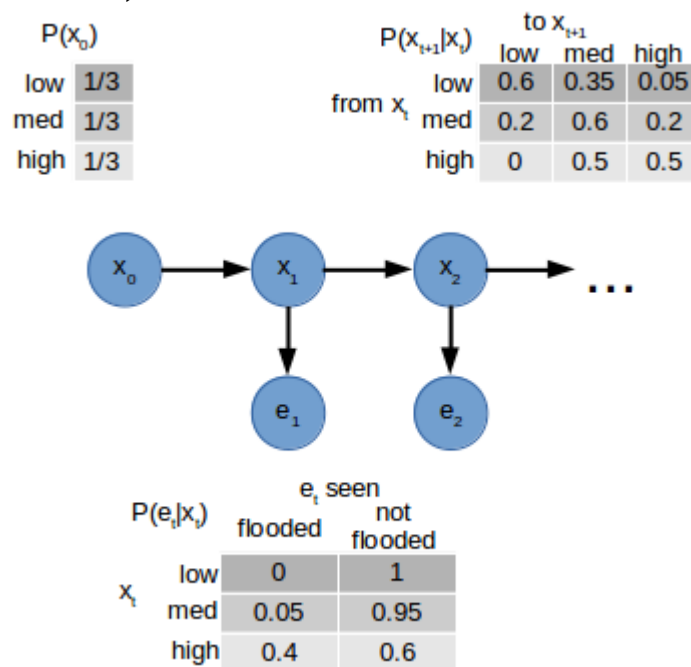 P(x₀)
low 1/3
med 1/3
high 1/3
P(xₜ₊₁|xₜ) to xₜ₊₁
low med high
from xₜ
low 0.6 0.35 0.05
med 0.2 0.6 0.2
high 0 0.5 0.5
x₀ x₁ x₂ ...
e₁ e₂
P(eₜ|xₜ) eₜ seen
flooded not flooded
xₜ
low 0 1
med 0.05 0.95
high 0.4 0.6